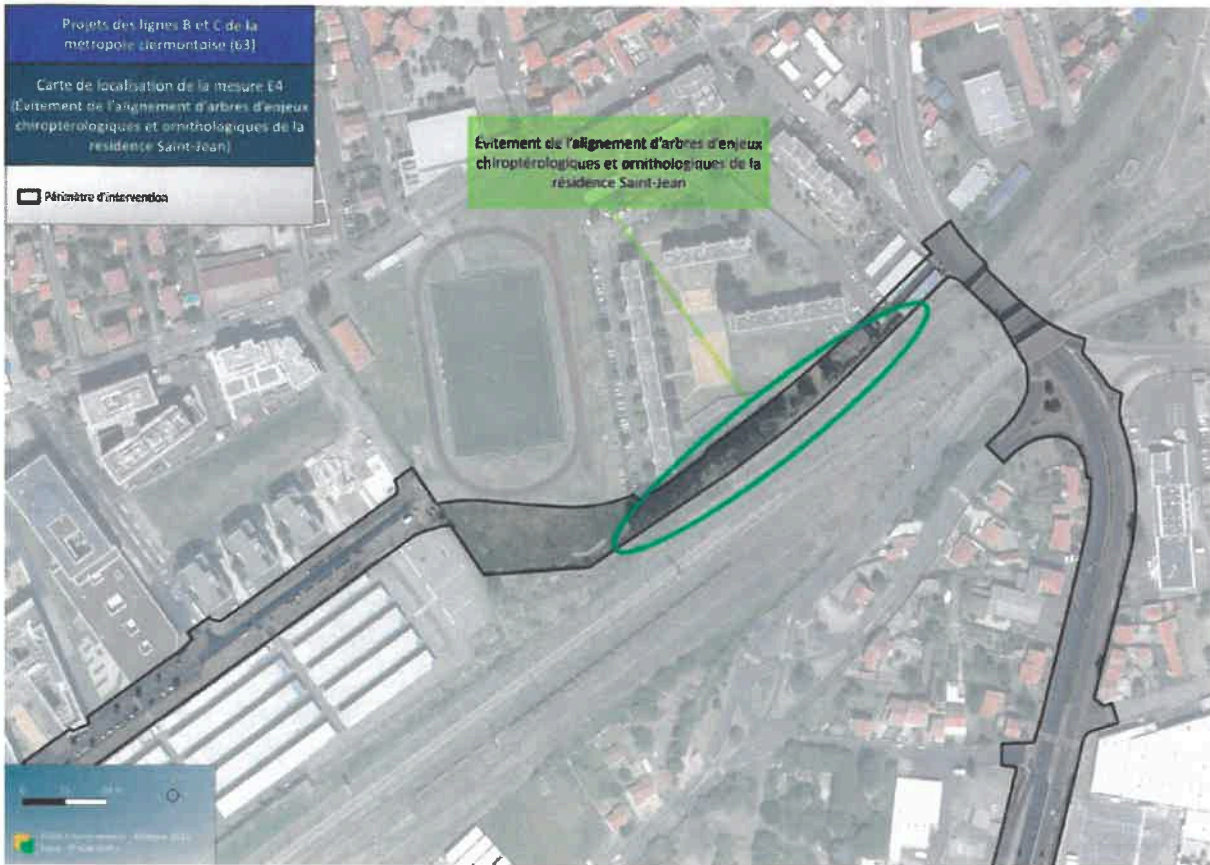 Projets des lignes B et C de la
métropole clermontoise (63)
Carte de localisation de la mesure E4
(Évitement de l'alignement d'arbres d'enjeux
chiroptérologiques et ornithologiques de la
résidence Saint-Jean)
Périmètre d'intervention
Évitement de l'alignement d'arbres d'enjeux
chiroptérologiques et ornithologiques de la
résidence Saint-Jean